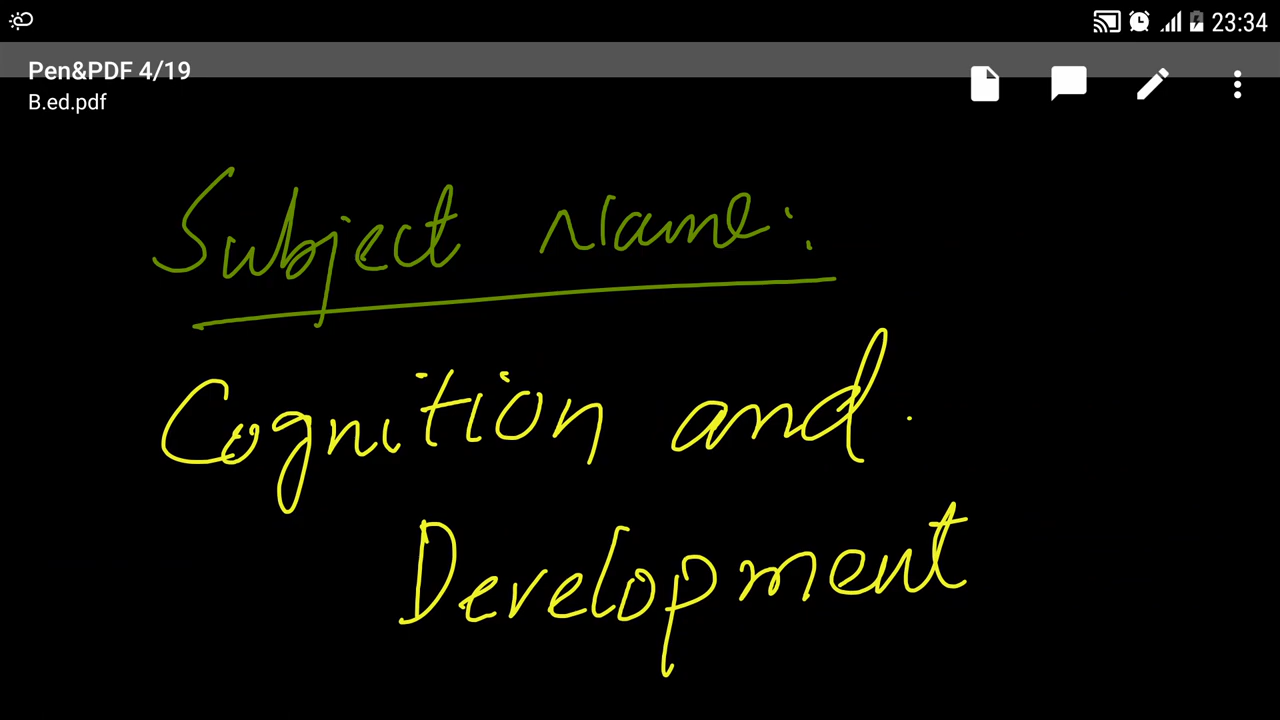 23:34
Pen&PDF 4/19
B.ed.pdf
Subject Name:
Cognition and
Development